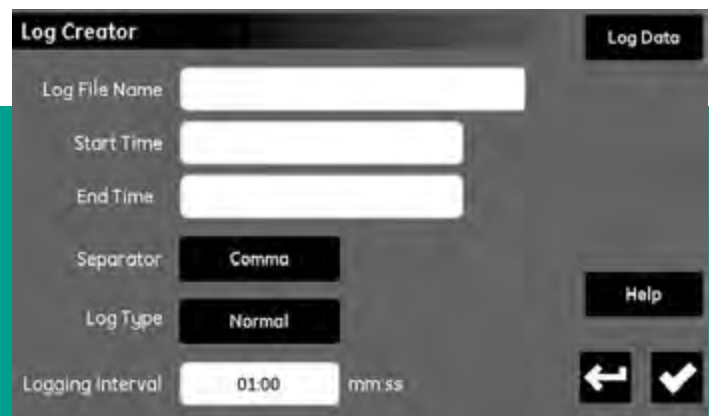 Log Creator
Log Data
Log File Name
Start Time
End Time
Separator Comma
Log Type Normal
Help
Logging Interval 01:00 mm:ss